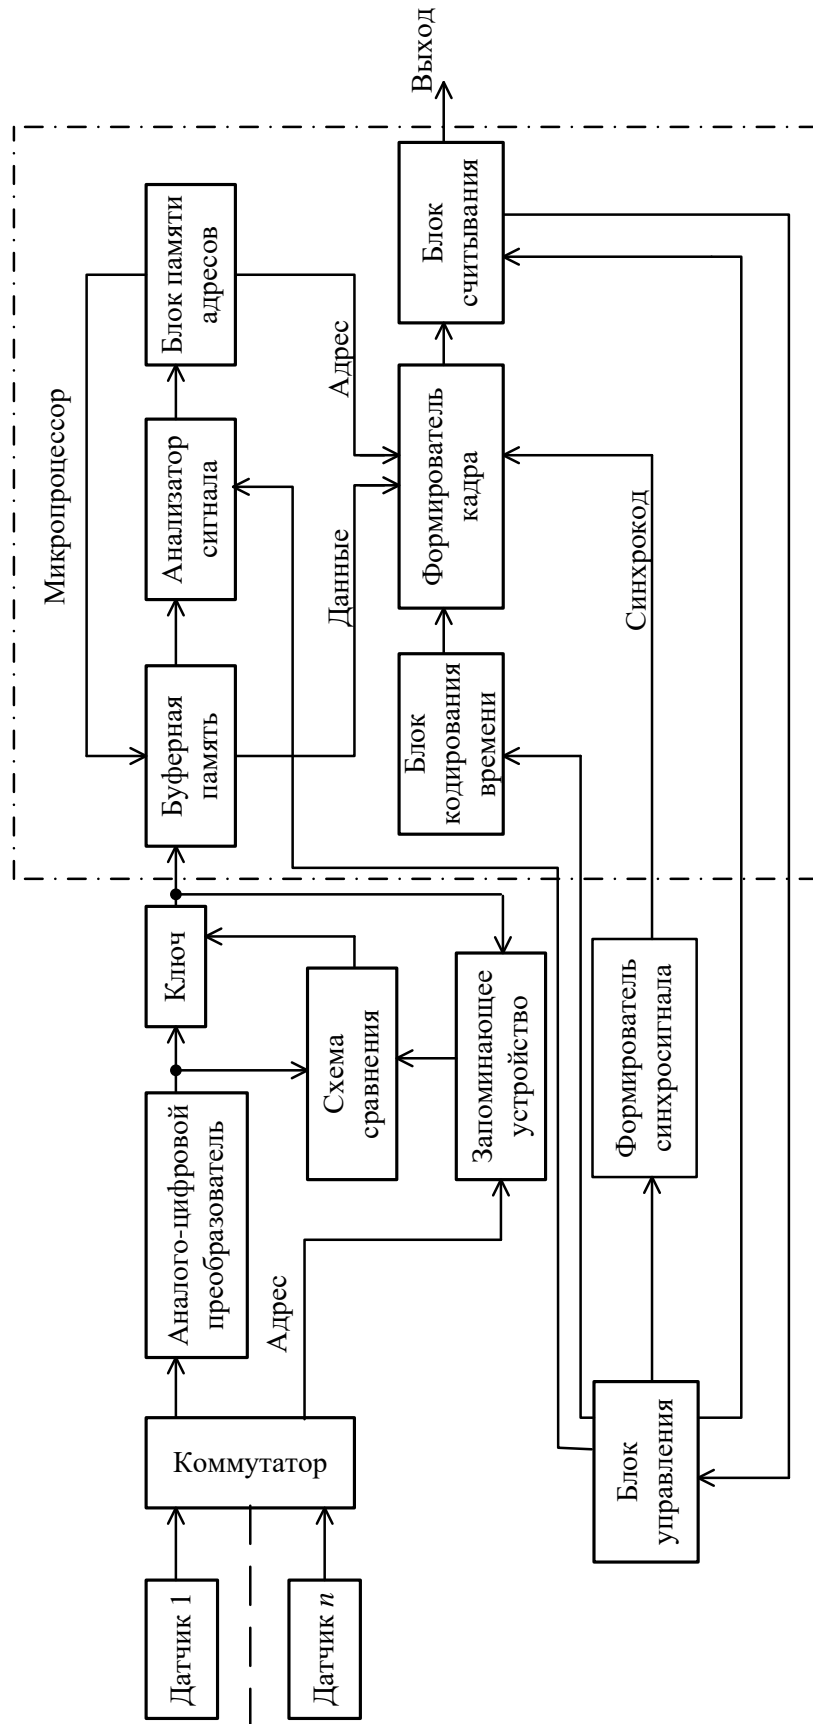 Датчик 1
Датчик n
Коммутатор
Аналого-цифровой
преобразователь
Адрес
Ключ
Схема
сравнения
Запоминающее
устройство
Блок
управления
Формирователь
синхросигнала
Микропроцессор
Буферная
память
Анализатор
сигнала
Блок памяти
адресов
Данные
Адрес
Блок
кодирования
времени
Формирователь
кадра
Блок
считывания
Синхрокод
Выход